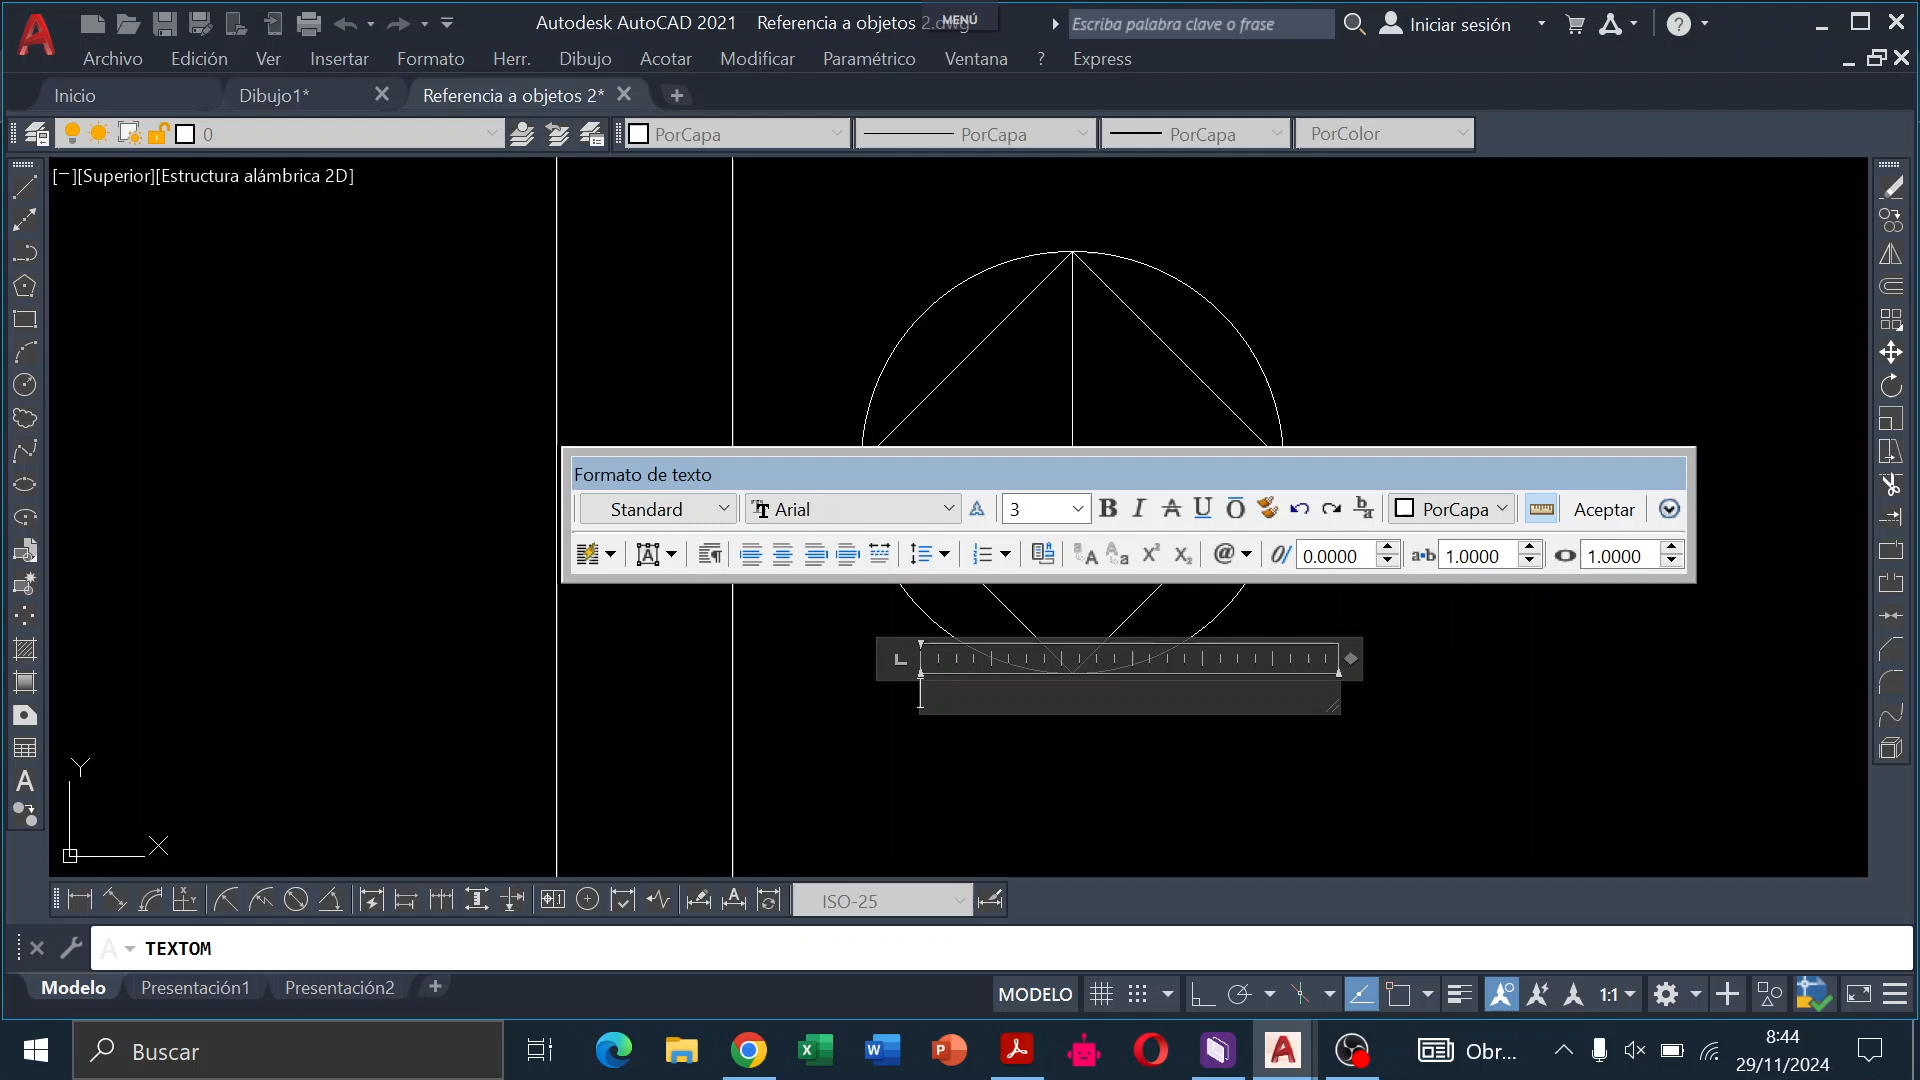 Autodesk AutoCAD 2021 Referencia a objetos 2.dwg
MENÚ
Escriba palabra clave o frase
Iniciar sesión
Archivo Edición Ver Insertar Formato Herr. Dibujo Acotar Modificar Paramétrico Ventana ? Express
Inicio Dibujo1* Referencia a objetos 2*
0 PorCapa PorCapa PorCapa PorColor
[−][Superior][Estructura alámbrica 2D]
Formato de texto
Standard Arial 3 B I A U O b/a PorCapa Aceptar
@ 0/ 0.0000 a·b 1.0000 1.0000
Y
X
ISO-25
TEXTOM
Modelo Presentación1 Presentación2
MODELO 1:1
Buscar
Obr...
8:44
29/11/2024